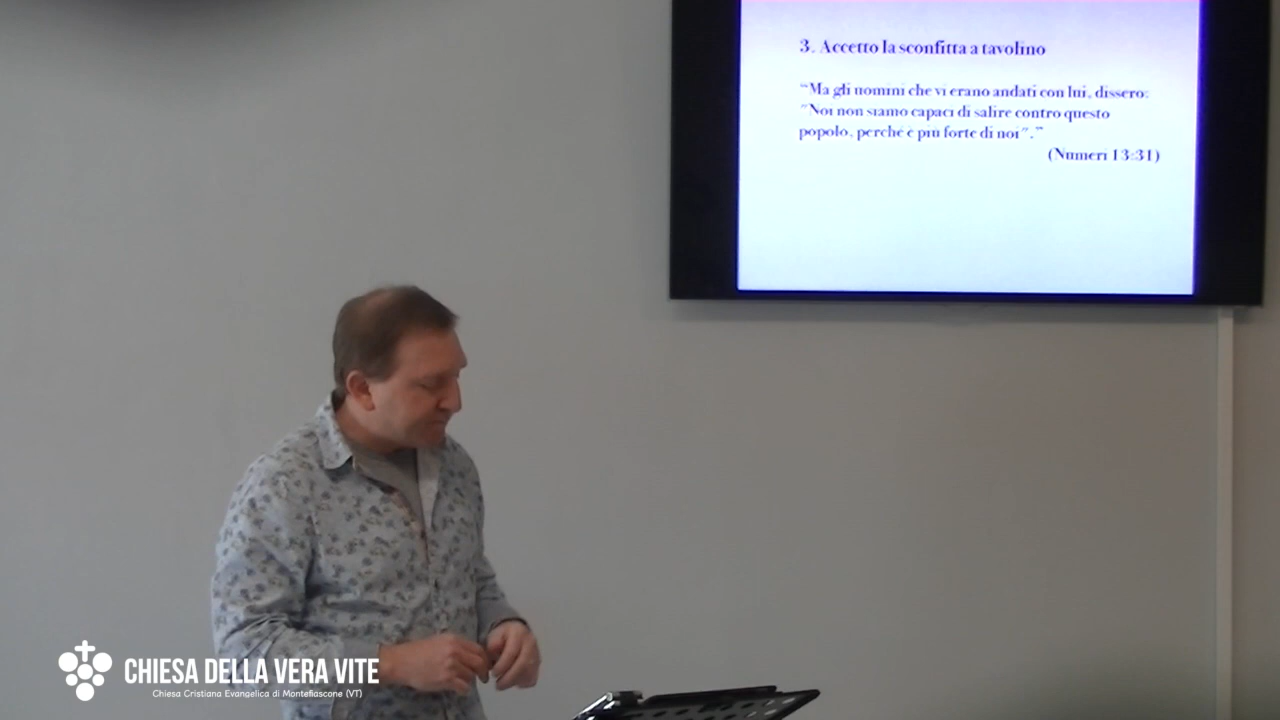 3. Accetto la sconfitta a tavolino
“Ma gli uomini che vi erano andati con lui, dissero:
"Noi non siamo capaci di salire contro questo
popolo, perché è più forte di noi".”
(Numeri 13:31)
CHIESA DELLA VERA VITE
Chiesa Cristiana Evangelica di Montefiascone (VT)